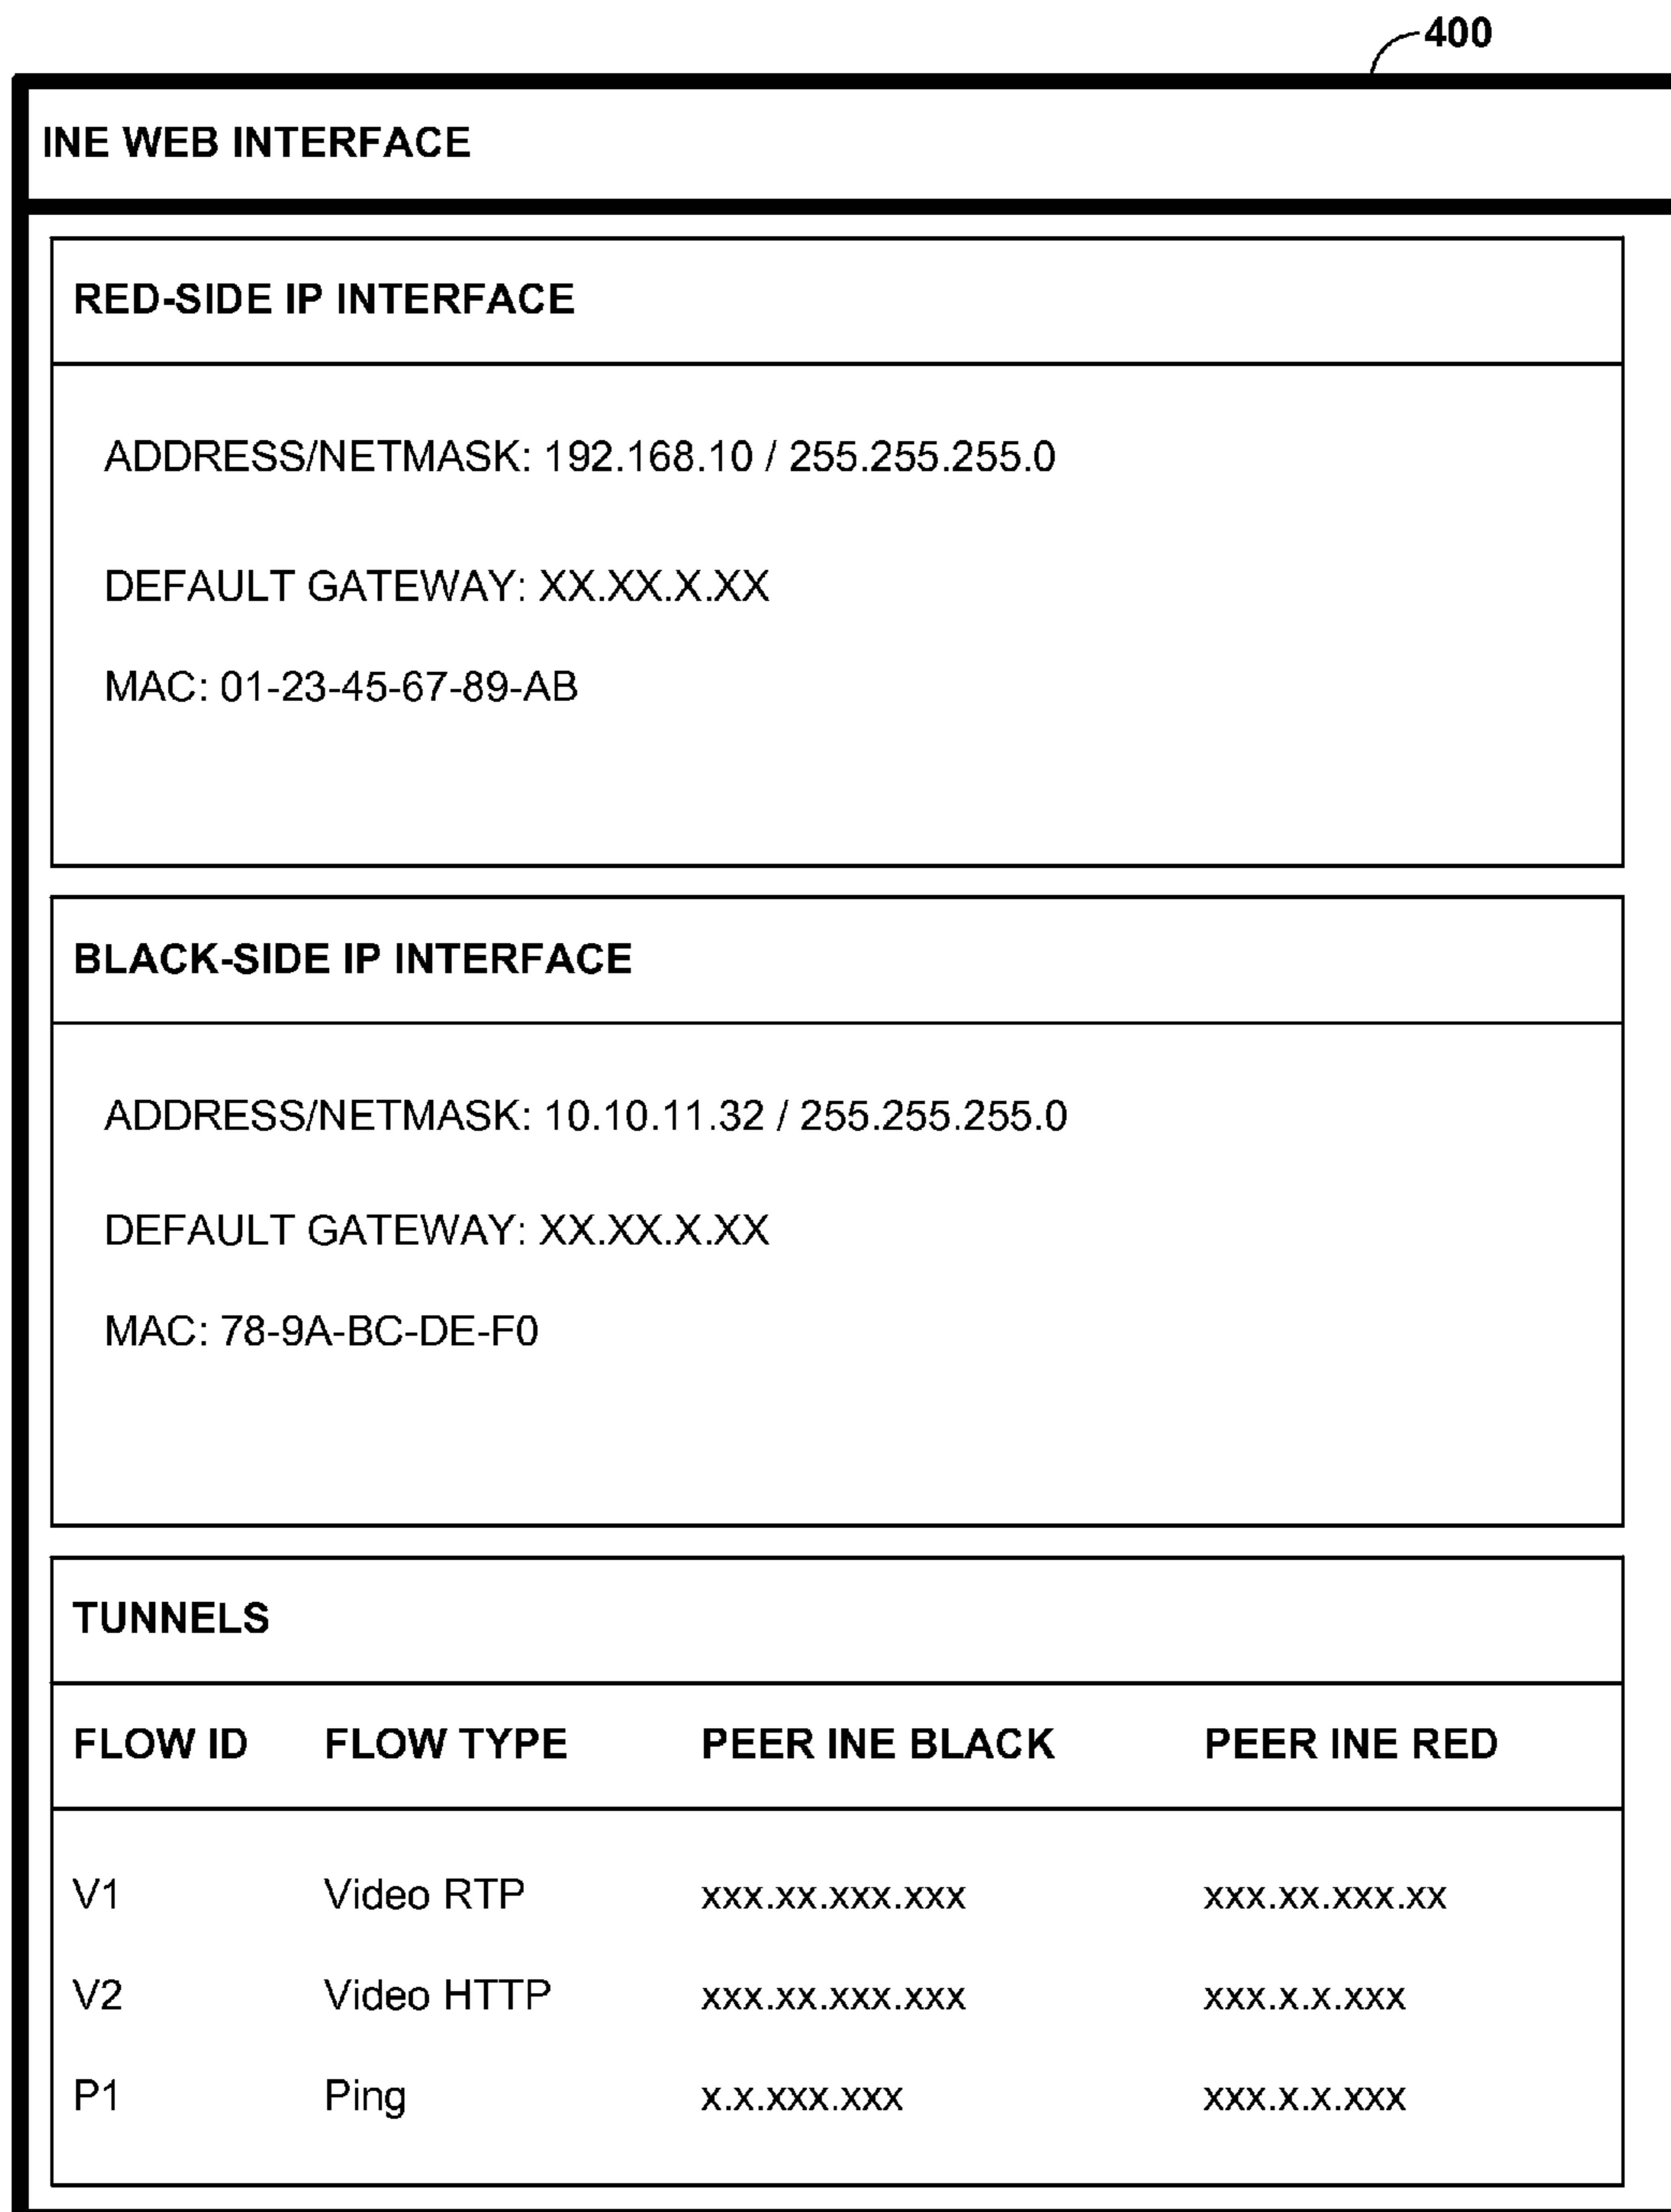 400
INE WEB INTERFACE
RED-SIDE IP INTERFACE
ADDRESS/NETMASK: 192.168.10 / 255.255.255.0
DEFAULT GATEWAY: XX.XX.X.XX
MAC: 01-23-45-67-89-AB
BLACK-SIDE IP INTERFACE
ADDRESS/NETMASK: 10.10.11.32 / 255.255.255.0
DEFAULT GATEWAY: XX.XX.X.XX
MAC: 78-9A-BC-DE-F0
TUNNELS
FLOW ID FLOW TYPE PEER INE BLACK PEER INE RED
V1 Video RTP xxx.xx.xxx.xxx xxx.xx.xxx.xx
V2 Video HTTP xxx.xx.xxx.xxx xxx.x.x.xxx
P1 Ping x.x.xxx.xxx xxx.x.x.xxx